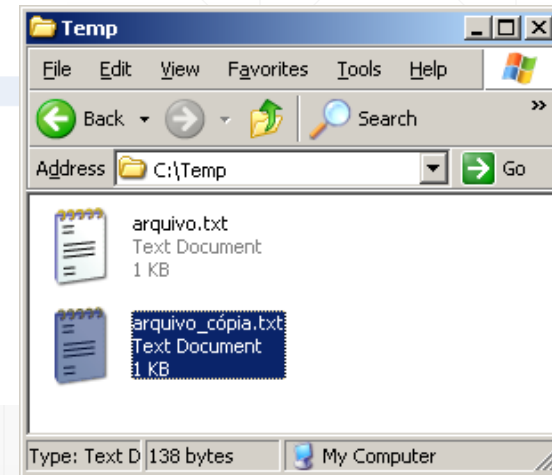 Temp
File Edit View Favorites Tools Help
Back Search »
Address C:\Temp Go
arquivo.txt
Text Document
1 KB
arquivo_cópia.txt
Text Document
1 KB
Type: Text D 138 bytes My Computer